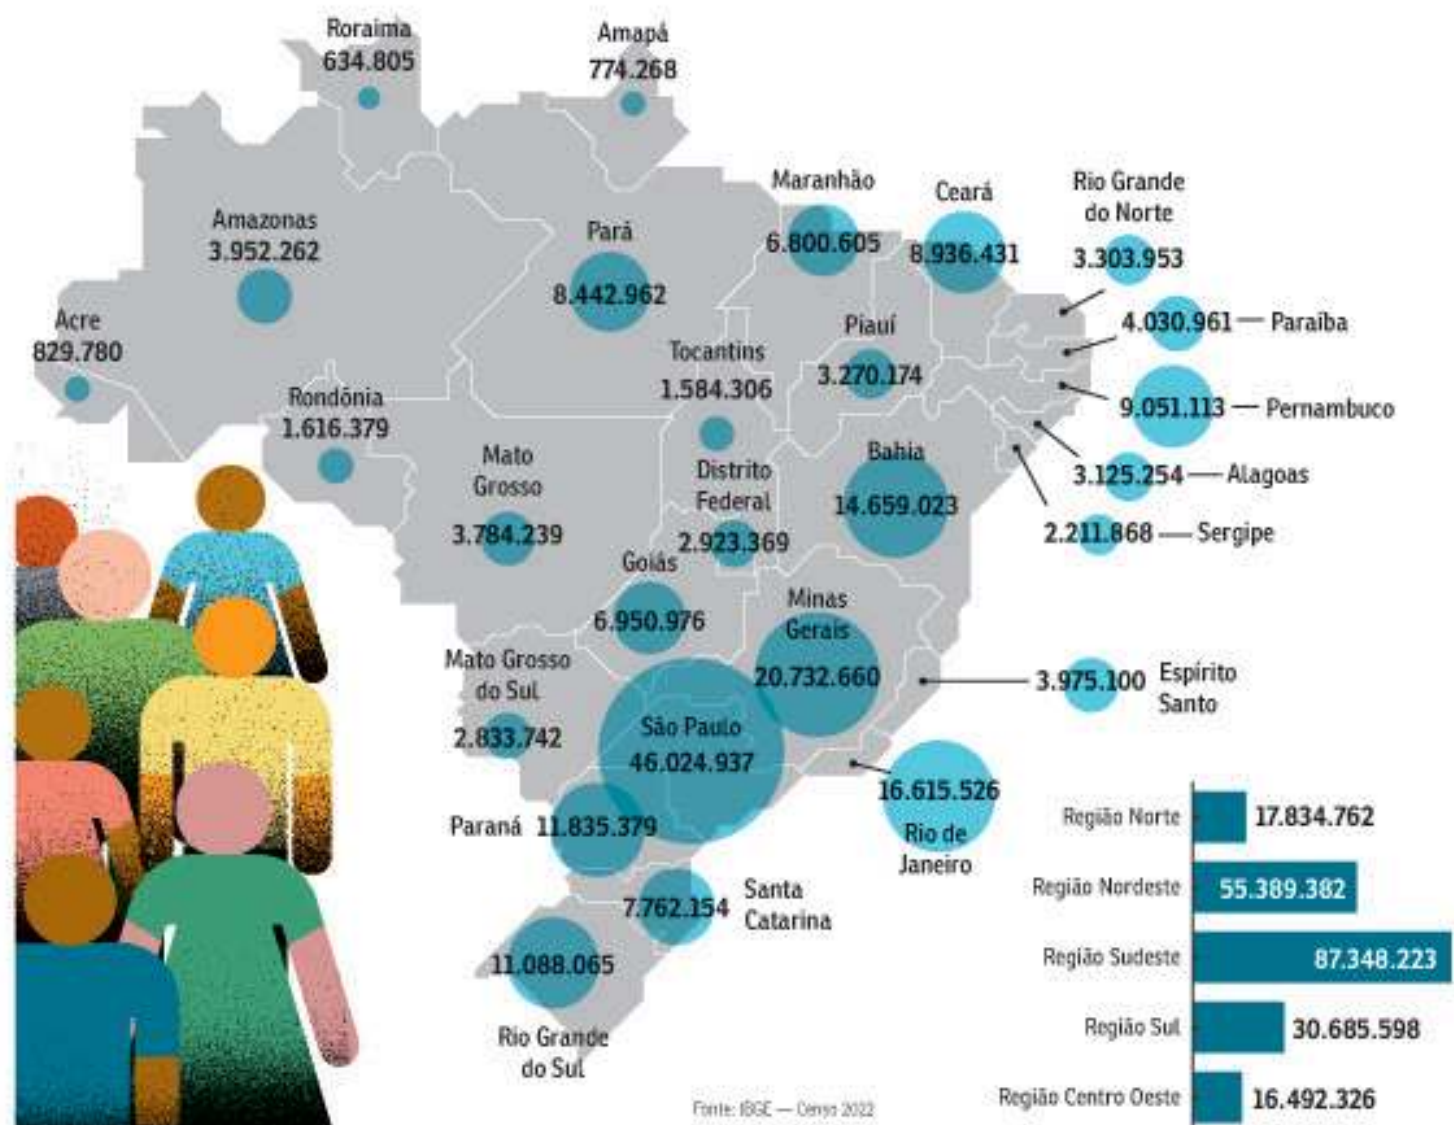 Roraima
634.805
Amapá
774.268
Maranhão
6.800.605
Ceará
8.936.431
Rio Grande
do Norte
3.303.953
Amazonas
3.952.262
Pará
8.442.962
4.030.961
Paraíba
Acre
829.780
Piauí
3.270.174
Tocantins
1.584.306
9.051.113
Pernambuco
Rondônia
1.616.379
Mato
Grosso
3.784.239
Distrito
Federal
2.923.369
Bahia
14.659.023
3.125.254
Alagoas
2.211.868
Sergipe
Goiás
6.950.976
Minas
Gerais
20.732.660
Mato Grosso
do Sul
2.833.742
3.975.100
Espírito
Santo
São Paulo
46.024.937
16.615.526
Rio de
Janeiro
Paraná 11.835.379
7.762.154
Santa
Catarina
11.088.065
Rio Grande
do Sul
Região Norte 17.834.762
Região Nordeste 55.389.382
Região Sudeste 87.348.223
Região Sul 30.685.598
Região Centro Oeste 16.492.326
Fonte: IBGE — Censo 2022